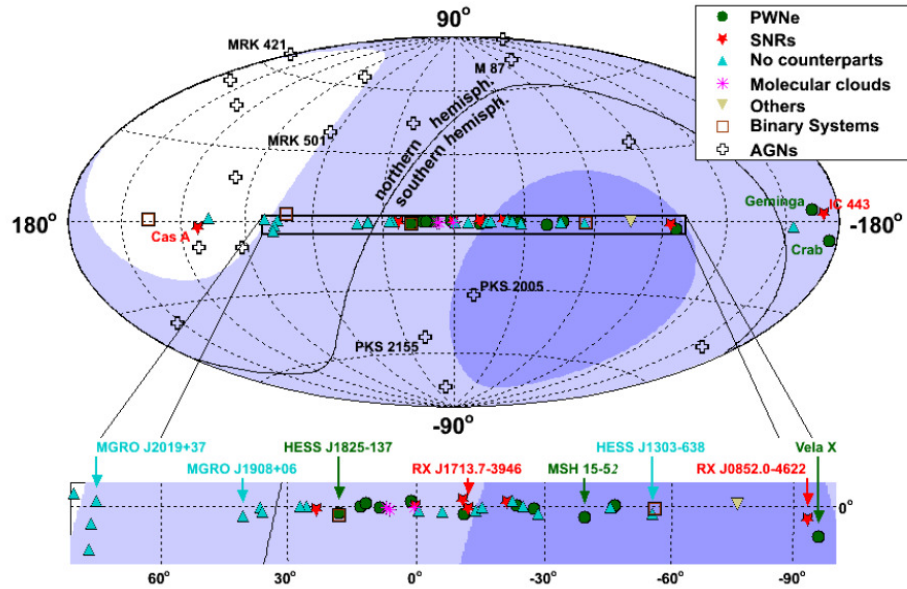 90°
PWNe
SNRs
No counterparts
Molecular clouds
Others
Binary Systems
AGNs
MRK 421
M 87
MRK 501
northern hemisph.
southern hemisph.
180°
-180°
Geminga
IC 443
Cas A
Crab
PKS 2005
PKS 2155
-90°
MGRO J2019+37
HESS J1825-137
HESS J1303-638
Vela X
MGRO J1908+06
RX J1713.7-3946
MSH 15-52
RX J0852.0-4622
0°
60°
30°
0°
-30°
-60°
-90°